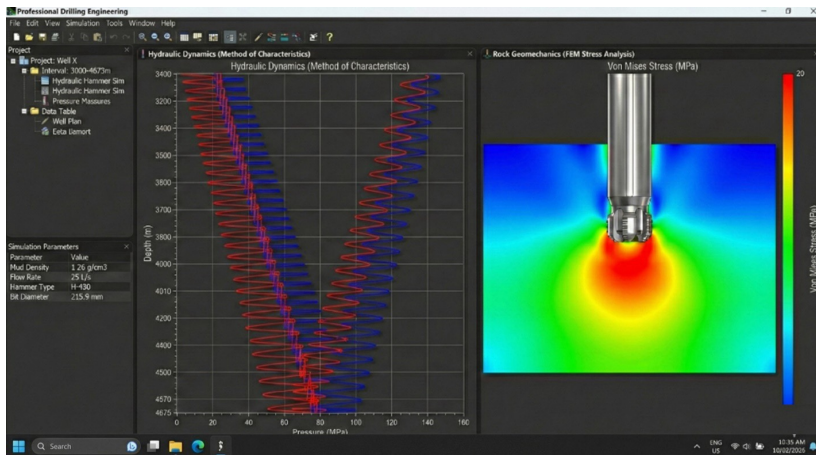 Professional Drilling Engineering
File Edit View Simulation Tools Window Help
Project
Project: Well X
Interval: 3000-4673m
Hydraulic Hammer Sim
Hydraulic Hammer Sim
Pressure Massures
Data Table
Well Plan
Eeta Damort
Simulation Parameters
Parameter Value
Mud Density 1.26 g/cm3
Flow Rate 25 L/s
Hammer Type H-430
Bit Diameter 215.9 mm
Hydraulic Dynamics (Method of Characteristics)
Hydraulic Dynamics (Method of Characteristics)
Depth (m)
3400
3200
3300
3500
3600
3700
3800
4000
4010
4200
4400
4500
4570
4675
0 20 40 60 80 100 120 140 160
Pressure (MPa)
Rock Geomechanics (FEM Stress Analysis)
Von Mises Stress (MPa)
20
Von Mises Stress (MPa)
Search
ENG
US
10:35 AM
10/02/2026